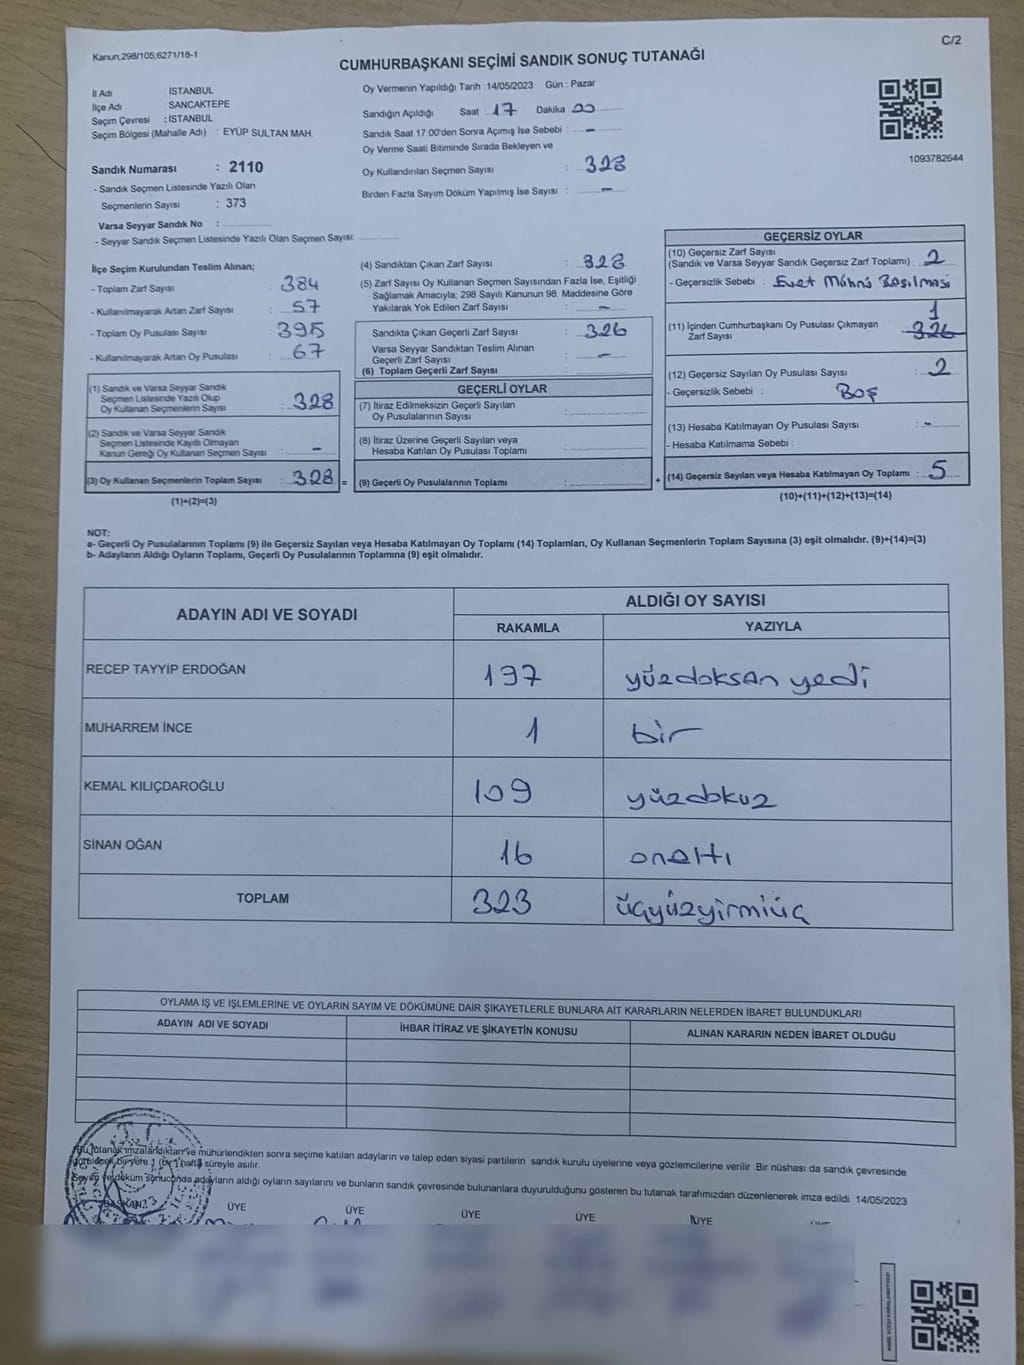 Kanun,298/105,6271/18-1
C/2
CUMHURBAŞKANI SEÇİMİ SANDIK SONUÇ TUTANAĞI
İl Adı : İSTANBUL
İlçe Adı : SANCAKTEPE
Seçim Çevresi : İSTANBUL
Seçim Bölgesi (Mahalle Adı) : EYÜP SULTAN MAH.
Sandık Numarası : 2110
- Sandık Seçmen Listesinde Yazılı Olan
Seçmenlerin Sayısı : 373
Varsa Seyyar Sandık No :
- Seyyar Sandık Seçmen Listesinde Yazılı Olan Seçmen Sayısı:
Oy Vermenin Yapıldığı Tarih :14/05/2023 Gün : Pazar
Sandığın Açıldığı Saat : 17 Dakika : 00
Sandık Saat 17:00'den Sonra Açımış İse Sebebi : -
Oy Verme Saati Bitiminde Sırada Bekleyen ve
Oy Kullandırılan Seçmen Sayısı : 328
Birden Fazla Sayım Döküm Yapılmış İse Sayısı : -
1093782644
İlçe Seçim Kurulundan Teslim Alınan;
- Toplam Zarf Sayısı : 384
- Kullanılmayarak Artan Zarf Sayısı : 57
- Toplam Oy Pusulası Sayısı : 395
- Kullanılmayarak Artan Oy Pusulası : 67
(1) Sandık ve Varsa Seyyar Sandık
Seçmen Listesinde Yazılı Olup
Oy Kullanan Seçmenlerin Sayısı : 328
(2) Sandık ve Varsa Seyyar Sandık
Seçmen Listesinde Kayıtlı Olmayan
Kanun Gereği Oy Kullanan Seçmen Sayısı : -
(3) Oy Kullanan Seçmenlerin Toplam Sayısı : 328 =
(1)+(2)=(3)
(4) Sandıktan Çıkan Zarf Sayısı : 328
(5) Zarf Sayısı Oy Kullanan Seçmen Sayısından Fazla İse, Eşitliği
Sağlamak Amacıyla; 298 Sayılı Kanunun 98. Maddesine Göre
Yakılarak Yok Edilen Zarf Sayısı : -
Sandıkta Çıkan Geçerli Zarf Sayısı : 326
Varsa Seyyar Sandıktan Teslim Alınan
Geçerli Zarf Sayısı : -
(6) Toplam Geçerli Zarf Sayısı :
GEÇERLİ OYLAR
(7) İtiraz Edilmeksizin Geçerli Sayılan
Oy Pusulalarının Sayısı :
(8) İtiraz Üzerine Geçerli Sayılan veya
Hesaba Katılan Oy Pusulası Toplamı :
(9) Geçerli Oy Pusulalarının Toplamı : +
GEÇERSİZ OYLAR
(10) Geçersiz Zarf Sayısı
(Sandık ve Varsa Seyyar Sandık Geçersiz Zarf Toplamı) : 2
- Geçersizlik Sebebi : Evet Mührü Basılması
1
(11) İçinden Cumhurbaşkanı Oy Pusulası Çıkmayan 326
Zarf Sayısı
(12) Geçersiz Sayılan Oy Pusulası Sayısı : 2
- Geçersizlik Sebebi : Boş
(13) Hesaba Katılmayan Oy Pusulası Sayısı : -
- Hesaba Katılmama Sebebi :
(14) Geçersiz Sayılan veya Hesaba Katılmayan Oy Toplamı : 5
(10)+(11)+(12)+(13)=(14)
NOT:
a- Geçerli Oy Pusulalarının Toplamı (9) ile Geçersiz Sayılan veya Hesaba Katılmayan Oy Toplamı (14) Toplamları, Oy Kullanan Seçmenlerin Toplam Sayısına (3) eşit olmalıdır. (9)+(14)=(3)
b- Adayların Aldığı Oyların Toplamı, Geçerli Oy Pusulalarının Toplamına (9) eşit olmalıdır.
ADAYIN ADI VE SOYADI ALDIĞI OY SAYISI
RAKAMLA YAZIYLA
RECEP TAYYİP ERDOĞAN 197 yüzdoksan yedi
MUHARREM İNCE 1 bir
KEMAL KILIÇDAROĞLU 109 yüzdokuz
SİNAN OĞAN 16 onaltı
TOPLAM 323 üçyüzyirmiüç
OYLAMA İŞ VE İŞLEMLERİNE VE OYLARIN SAYIM VE DÖKÜMÜNE DAİR ŞİKAYETLERLE BUNLARA AİT KARARLARIN NELERDEN İBARET BULUNDUKLARI
ADAYIN ADI VE SOYADI İHBAR İTİRAZ VE ŞİKAYETİN KONUSU ALINAN KARARIN NEDEN İBARET OLDUĞU
Bu tutanak imzalandıktan ve mühürlendikten sonra seçime katılan adayların ve talep eden siyasi partilerin sandık kurulu üyelerine veya gözlemcilerine verilir. Bir nüshası da sandık çevresinde
bir yere 1 (bir) hafta süreyle asılır.
Sayım ve döküm sonucunda adayların aldığı oyların sayılarını ve bunların sandık çevresinde bulunanlara duyurulduğunu gösteren bu tutanak tarafımızdan düzenlenerek imza edildi. 14/05/2023
BAŞKAN ÜYE ÜYE ÜYE ÜYE ÜYE